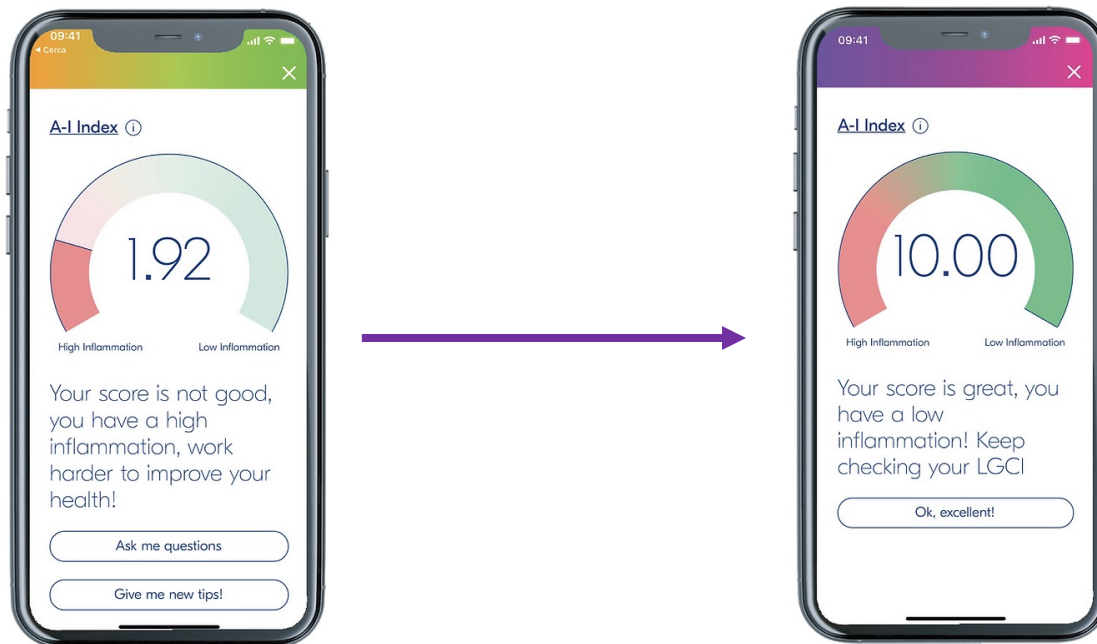 09:41
◄ Cerca
A-I Index
1.92
High Inflammation
Low Inflammation
Your score is not good,
you have a high
inflammation, work
harder to improve your
health!
Ask me questions
Give me new tips!
09:41
A-I Index
10.00
High Inflammation
Low Inflammation
Your score is great, you
have a low
inflammation! Keep
checking your LGCI
Ok, excellent!